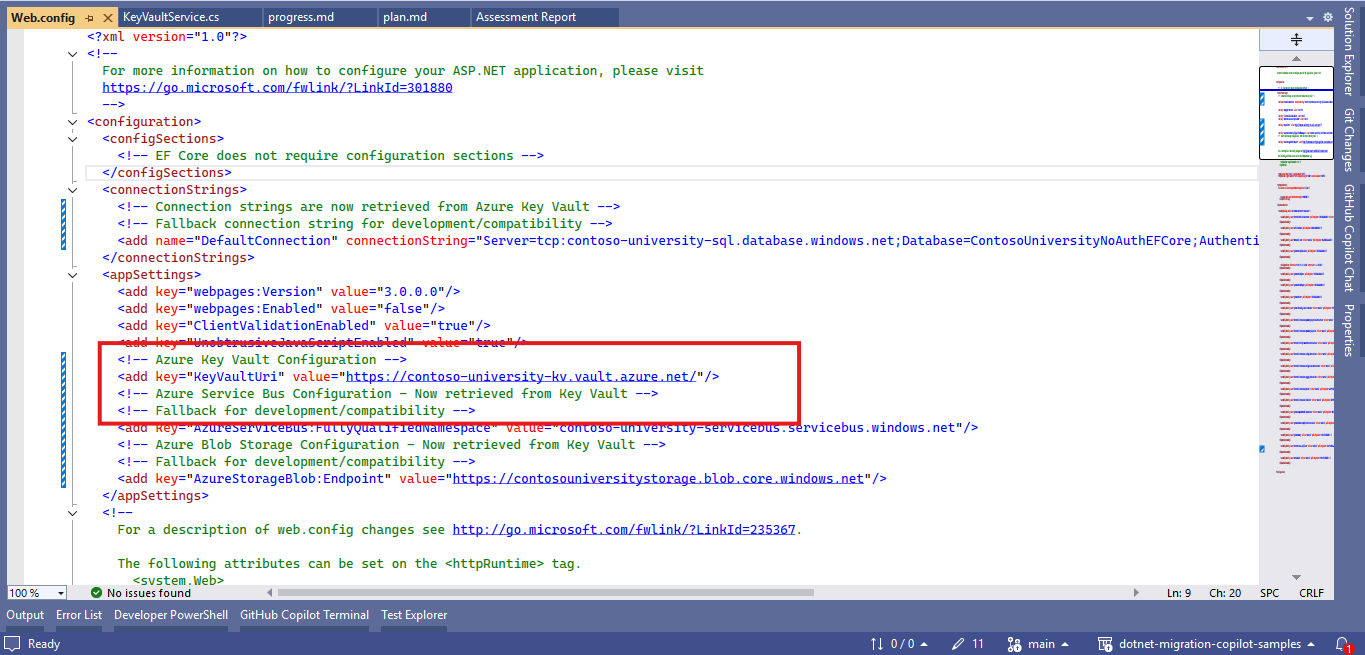 Web.config
KeyVaultService.cs
progress.md
plan.md
Assessment Report
<?xml version="1.0"?>
<!--
For more information on how to configure your ASP.NET application, please visit
https://go.microsoft.com/fwlink/?LinkId=301880
-->
<configuration>
<configSections>
<!-- EF Core does not require configuration sections -->
</configSections>
<connectionStrings>
<!-- Connection strings are now retrieved from Azure Key Vault -->
<!-- Fallback connection string for development/compatibility -->
<add name="DefaultConnection" connectionString="Server=tcp:contoso-university-sql.database.windows.net;Database=ContosoUniversityNoAuthEFCore;Authenti
</connectionStrings>
<appSettings>
<add key="webpages:Version" value="3.0.0.0"/>
<add key="webpages:Enabled" value="false"/>
<add key="ClientValidationEnabled" value="true"/>
<add key="UnobtrusiveJavaScriptEnabled" value="true"/>
<!-- Azure Key Vault Configuration -->
<add key="KeyVaultUri" value="https://contoso-university-kv.vault.azure.net/"/>
<!-- Azure Service Bus Configuration - Now retrieved from Key Vault -->
<!-- Fallback for development/compatibility -->
<add key="AzureServiceBus:FullyQualifiedNamespace" value="contoso-university-servicebus.servicebus.windows.net"/>
<!-- Azure Blob Storage Configuration - Now retrieved from Key Vault -->
<!-- Fallback for development/compatibility -->
<add key="AzureStorageBlob:Endpoint" value="https://contosouniversitystorage.blob.core.windows.net"/>
</appSettings>
<!--
For a description of web.config changes see http://go.microsoft.com/fwlink/?LinkId=235367.
The following attributes can be set on the <httpRuntime> tag.
<system.Web>
Solution Explorer
Git Changes
GitHub Copilot Chat
Properties
100 %
No issues found
Ln: 9
Ch: 20
SPC
CRLF
Output
Error List
Developer PowerShell
GitHub Copilot Terminal
Test Explorer
Ready
0 / 0
11
main
dotnet-migration-copilot-samples
1